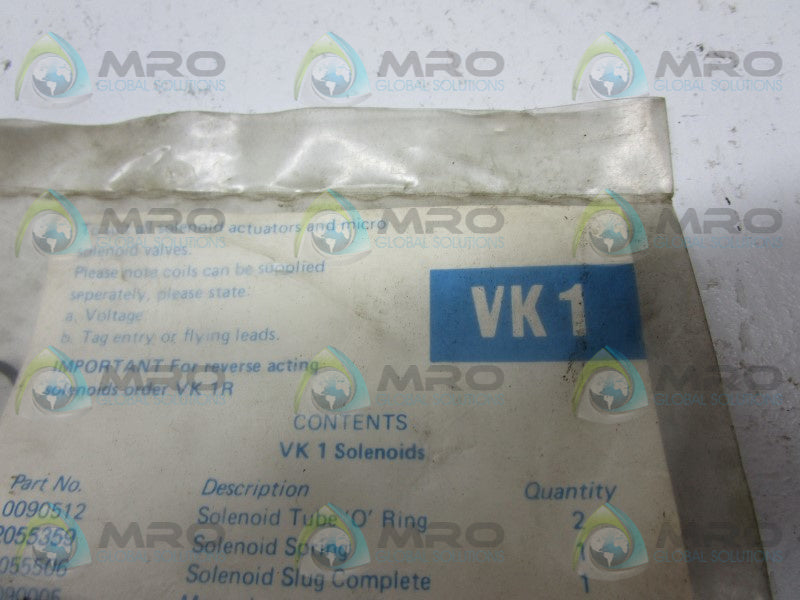 solenoid actuators and micro
solenoid valves.
Please note coils can be supplied
seperately, please state:
a. Voltage
b. Tag entry or flying leads.
IMPORTANT For reverse acting
solenoids order VK 1R
VK 1
CONTENTS
VK 1 Solenoids
Part No. Description Quantity
0090512 Solenoid Tube 'O' Ring 2
2055359 Solenoid Spring 1
055506 Solenoid Slug Complete 1
MRO
GLOBAL SOLUTIONS